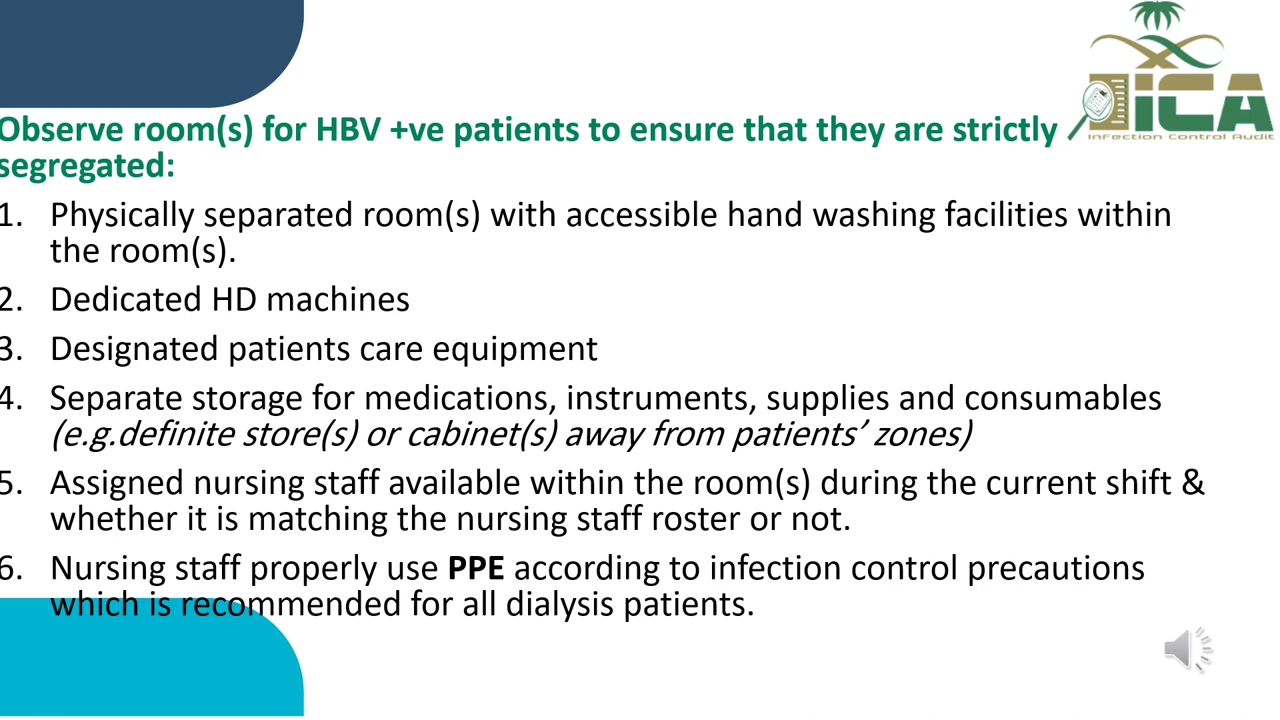 iCA
Infection Control Audit
Observe room(s) for HBV +ve patients to ensure that they are strictly
segregated:
1. Physically separated room(s) with accessible hand washing facilities within
the room(s).
2. Dedicated HD machines
3. Designated patients care equipment
4. Separate storage for medications, instruments, supplies and consumables
(e.g.definite store(s) or cabinet(s) away from patients’ zones)
5. Assigned nursing staff available within the room(s) during the current shift &
whether it is matching the nursing staff roster or not.
6. Nursing staff properly use PPE according to infection control precautions
which is recommended for all dialysis patients.